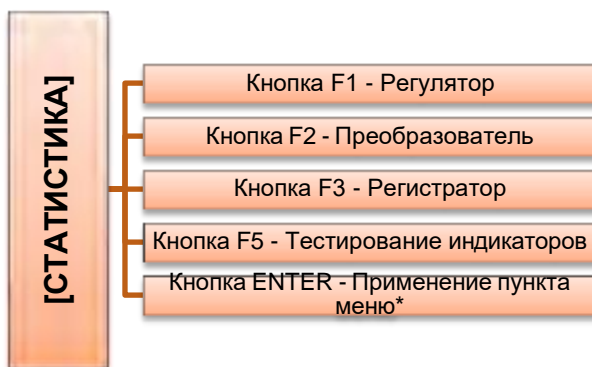 [СТАТИСТИКА]
Кнопка F1 - Регулятор
Кнопка F2 - Преобразователь
Кнопка F3 - Регистратор
Кнопка F5 - Тестирование индикаторов
Кнопка ENTER - Применение пункта
меню*